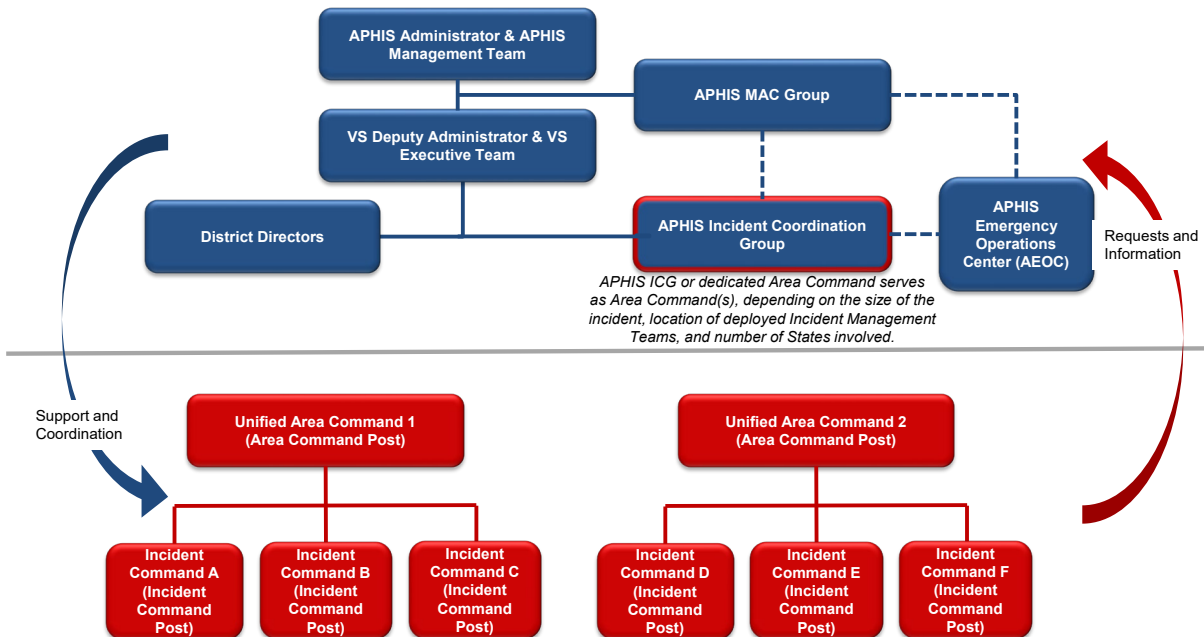 APHIS Administrator & APHIS
Management Team
APHIS MAC Group
VS Deputy Administrator & VS
Executive Team
District Directors
APHIS Incident Coordination
Group
APHIS
Emergency
Operations
Center (AEOC)
Requests and
Information
APHIS ICG or dedicated Area Command serves
as Area Command(s), depending on the size of the
incident, location of deployed Incident Management
Teams, and number of States involved.
Support and
Coordination
Unified Area Command 1
(Area Command Post)
Unified Area Command 2
(Area Command Post)
Incident
Command A
(Incident
Command
Post)
Incident
Command B
(Incident
Command
Post)
Incident
Command C
(Incident
Command
Post)
Incident
Command D
(Incident
Command
Post)
Incident
Command E
(Incident
Command
Post)
Incident
Command F
(Incident
Command
Post)